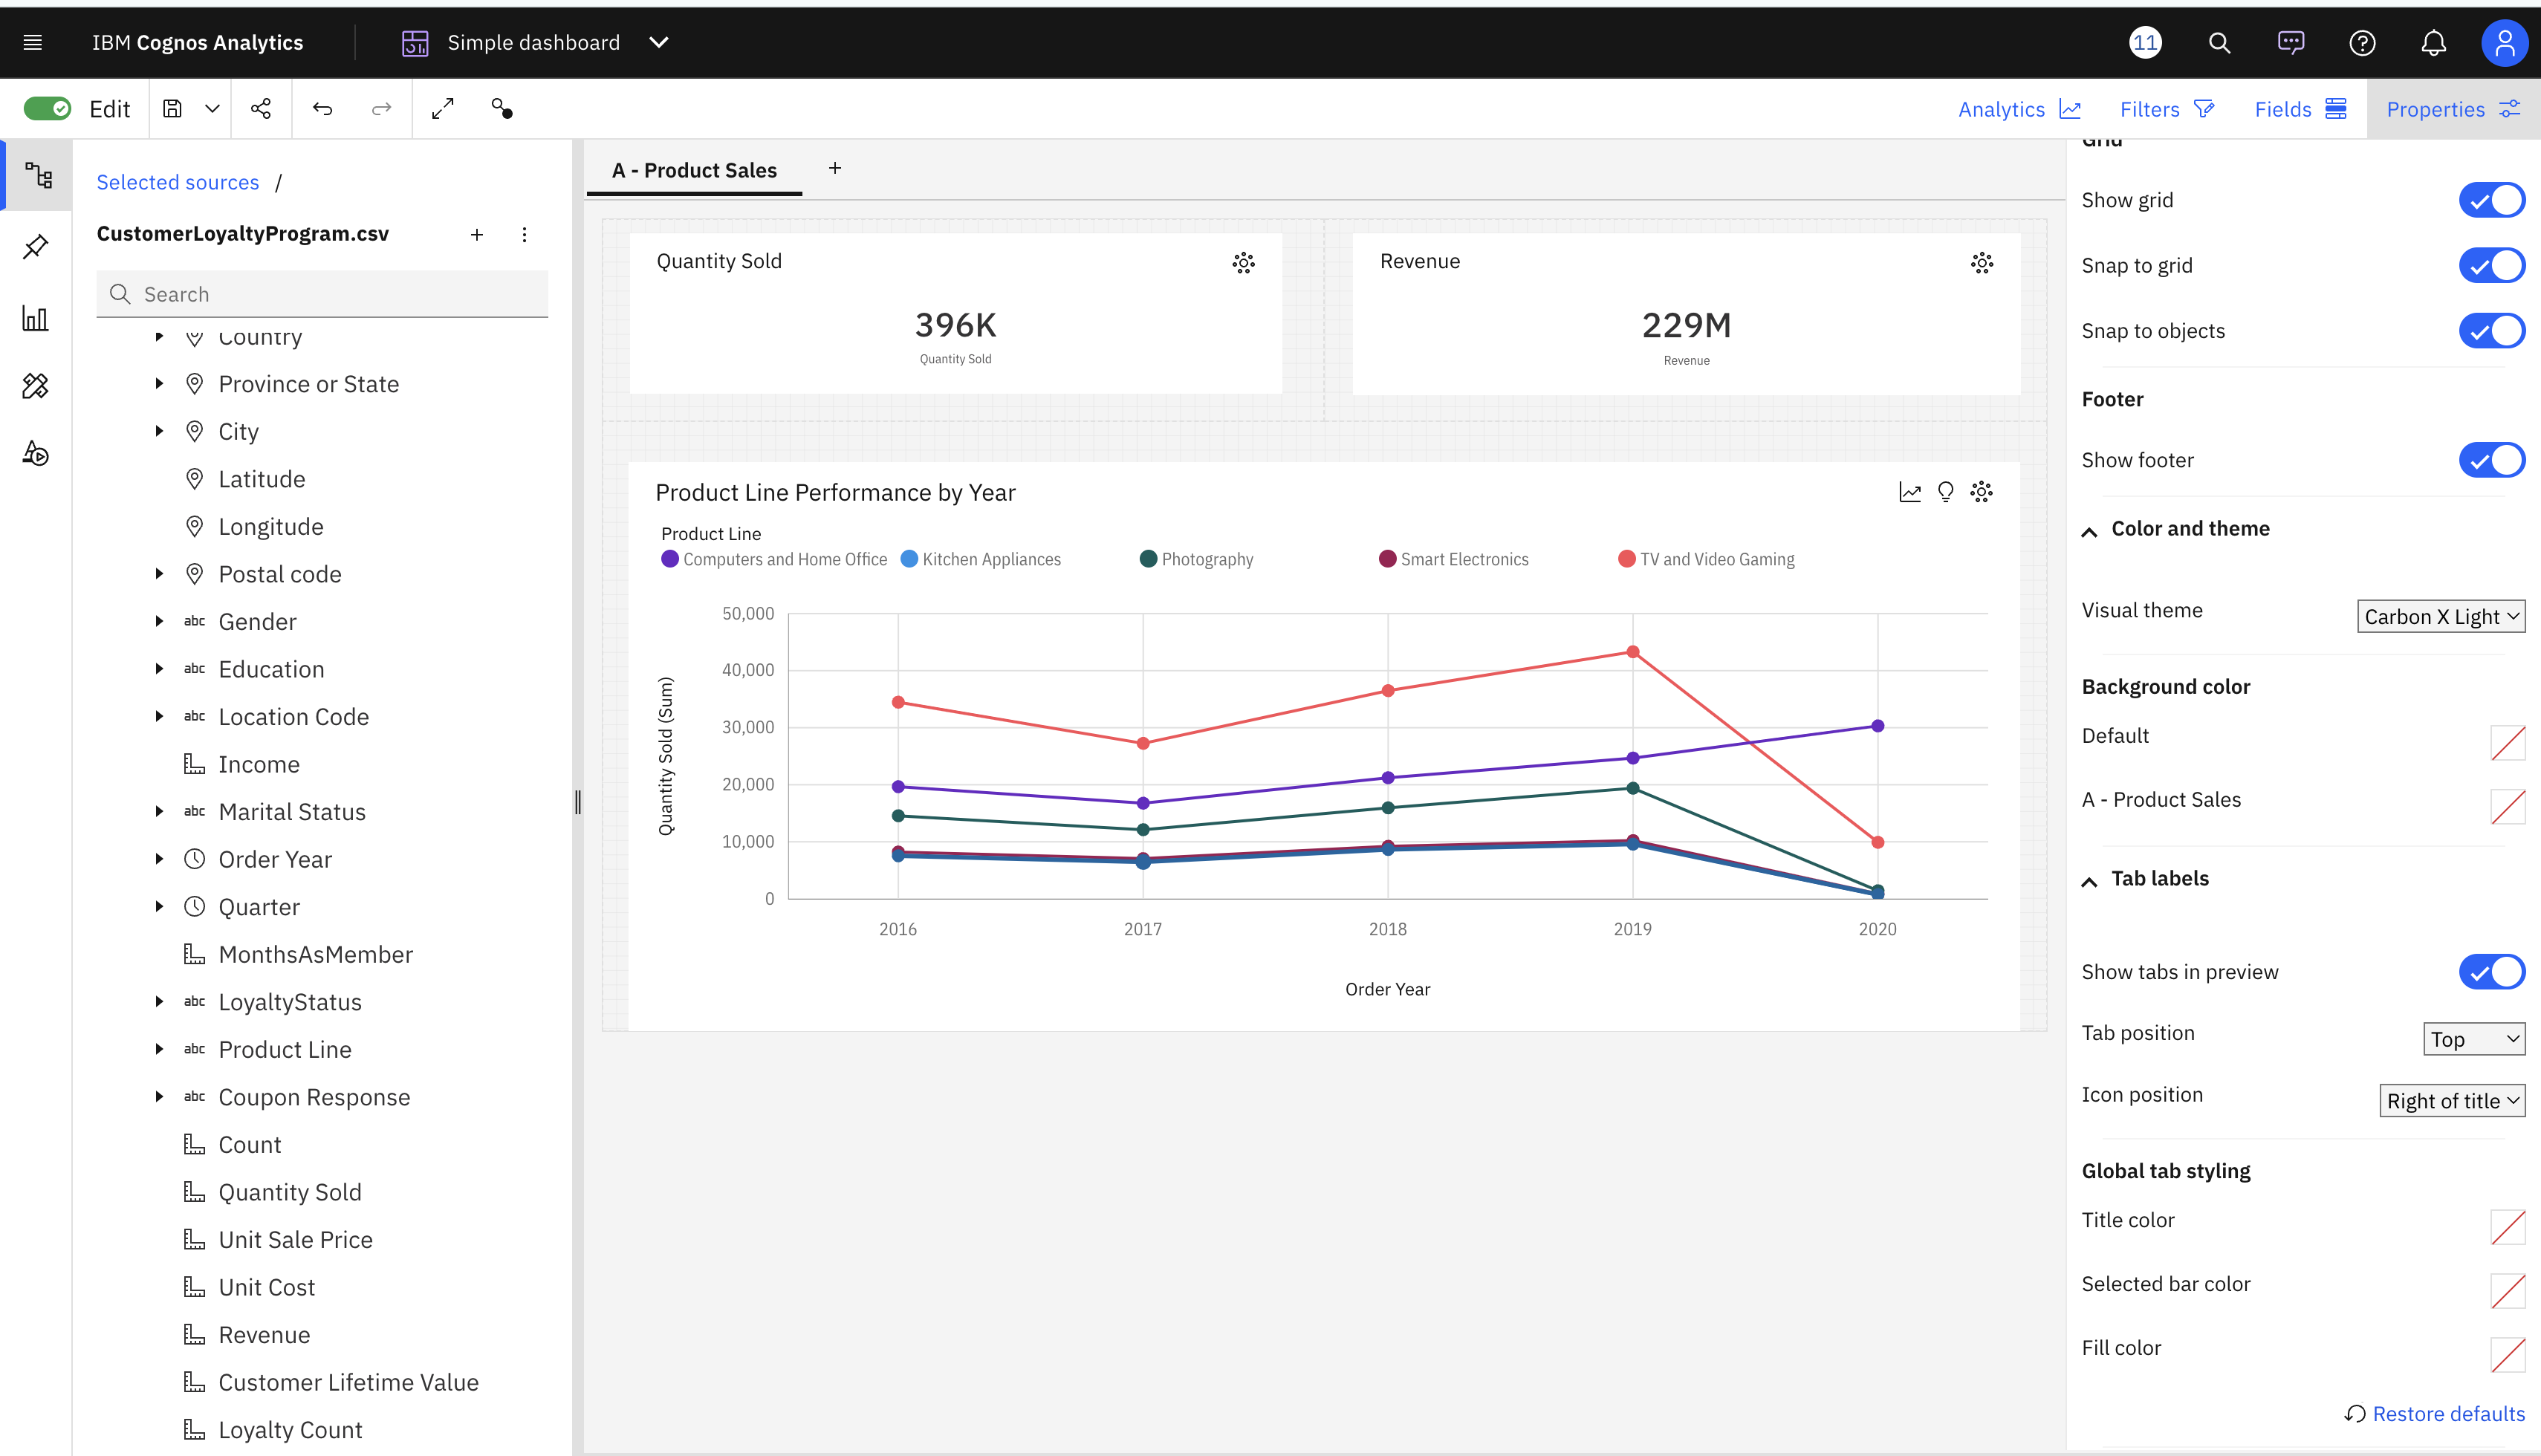 IBM Cognos Analytics
Simple dashboard
11
Edit
Analytics
Filters
Fields
Properties
Selected sources /
CustomerLoyaltyProgram.csv
Search
Country
Province or State
City
Latitude
Longitude
Postal code
abc Gender
abc Education
abc Location Code
Income
abc Marital Status
Order Year
Quarter
MonthsAsMember
abc LoyaltyStatus
abc Product Line
abc Coupon Response
Count
Quantity Sold
Unit Sale Price
Unit Cost
Revenue
Customer Lifetime Value
Loyalty Count
A - Product Sales
Quantity Sold
396K
Quantity Sold
Revenue
229M
Revenue
Product Line Performance by Year
Product Line
Computers and Home Office
Kitchen Appliances
Photography
Smart Electronics
TV and Video Gaming
Quantity Sold (Sum)
50,000
40,000
30,000
20,000
10,000
0
2016
2017
2018
2019
2020
Order Year
Grid
Show grid
Snap to grid
Snap to objects
Footer
Show footer
Color and theme
Visual theme
Carbon X Light
Background color
Default
A - Product Sales
Tab labels
Show tabs in preview
Tab position
Top
Icon position
Right of title
Global tab styling
Title color
Selected bar color
Fill color
Restore defaults